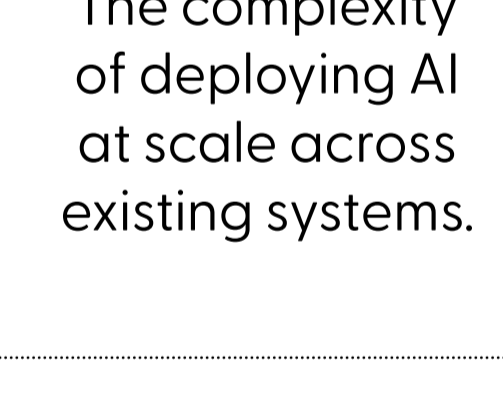 The complexity
of deploying AI
at scale across
existing systems.